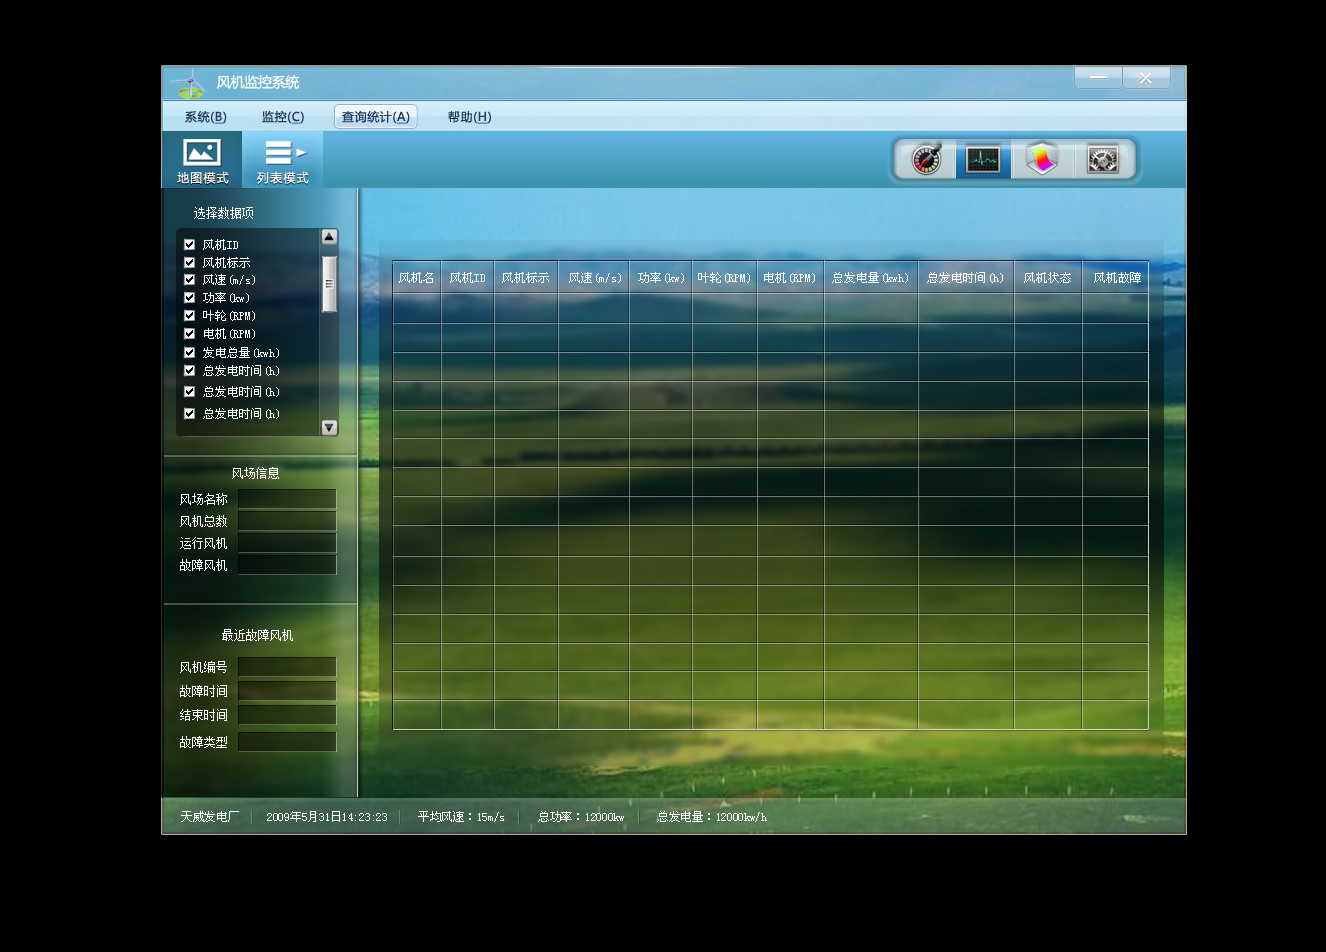 风机监控系统
系统(B) 监控(C) 查询统计(A) 帮助(H)
地图模式 列表模式
选择数据项
风机ID
风机标示
风速(m/s)
功率(kw)
叶轮(RPM)
电机(RPM)
发电总量(kwh)
总发电时间(h)
总发电时间(h)
总发电时间(h)
风场信息
风场名称
风机总数
运行风机
故障风机
最近故障风机
风机编号
故障时间
结束时间
故障类型
风机名 风机ID 风机标示 风速(m/s) 功率(kw) 叶轮(RPM) 电机(RPM) 总发电量(kwh) 总发电时间(h) 风机状态 风机故障
天威发电厂 2009年5月31日14:23:23 平均风速：15m/s 总功率：12000kw 总发电量：12000kw/h